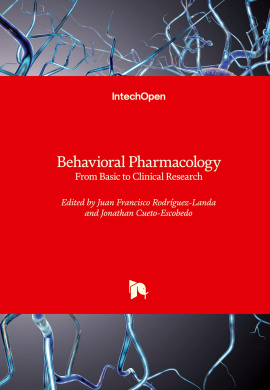 IntechOpen
Behavioral Pharmacology
From Basic to Clinical Research
Edited by Juan Francisco Rodríguez-Landa
and Jonathan Cueto-Escobedo